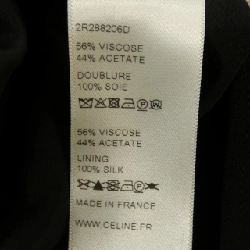 2R288206D
56% VISCOSE
44% ACETATE
DOUBLURE
100% SOIE
56% VISCOSE
44% ACETATE
LINING
100% SILK
MADE IN FRANCE
WWW.CELINE.FR